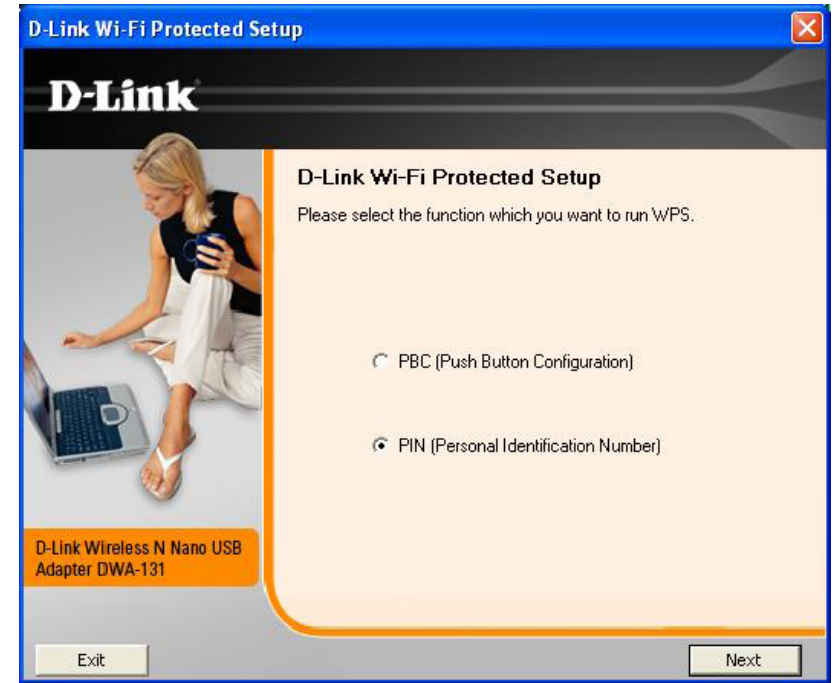 D-Link Wi-Fi Protected Setup
D-Link
D-Link Wi-Fi Protected Setup
Please select the function which you want to run WPS.
PBC (Push Button Configuration)
PIN (Personal Identification Number)
D-Link Wireless N Nano USB
Adapter DWA-131
Exit
Next